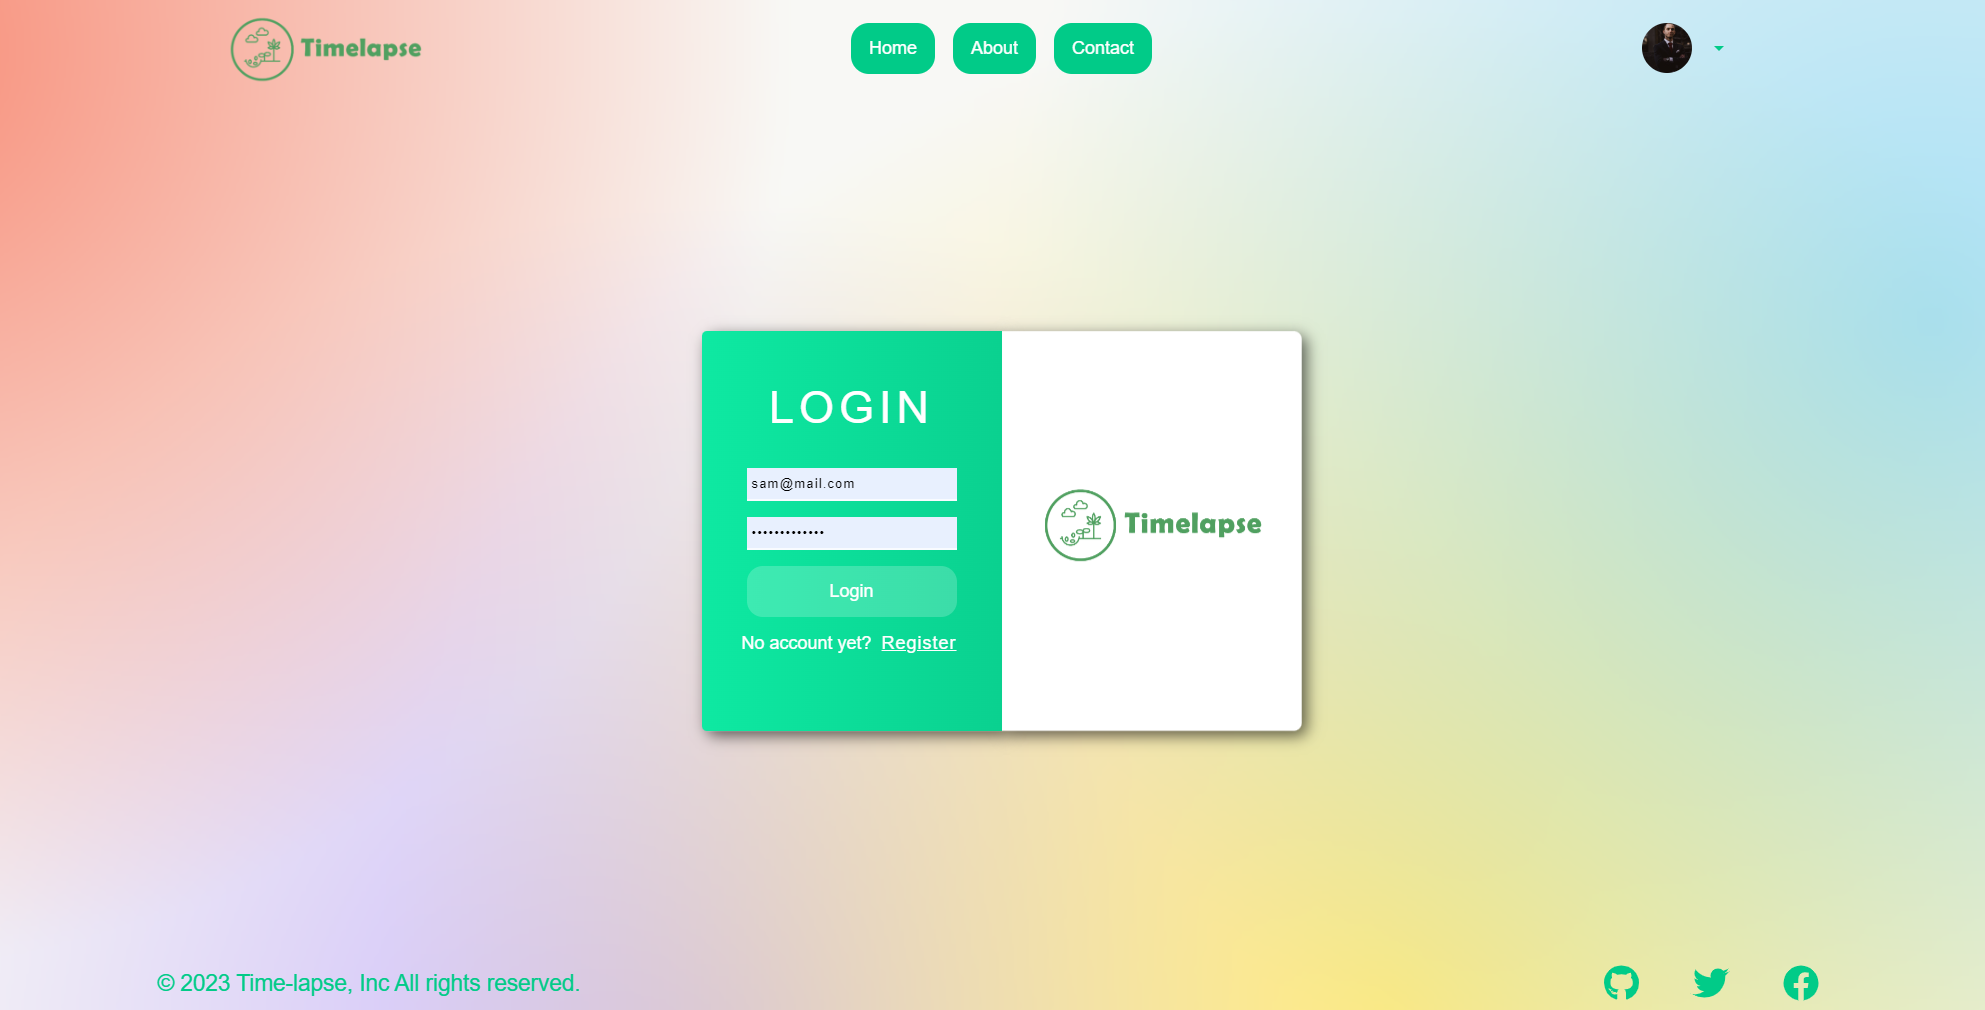 Timelapse
Home
About
Contact
LOGIN
sam@mail.com
•••••••••••••
Login
No account yet? Register
Timelapse
© 2023 Time-lapse, Inc All rights reserved.